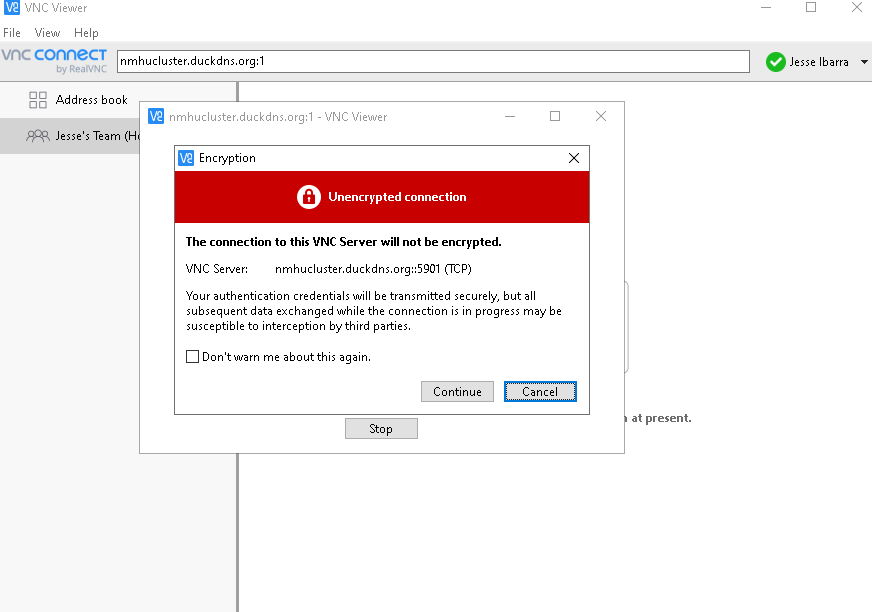 VNC Viewer
File View Help
vnc connect
by RealVNC
nmhucluster.duckdns.org:1
Jesse Ibarra
Address book
Jesse's Team
nmhucluster.duckdns.org:1 - VNC Viewer
Encryption
Unencrypted connection
The connection to this VNC Server will not be encrypted.
VNC Server: nmhucluster.duckdns.org::5901 (TCP)
Your authentication credentials will be transmitted securely, but all
subsequent data exchanged while the connection is in progress may be
susceptible to interception by third parties.
Don't warn me about this again.
Continue Cancel
at present.
Stop